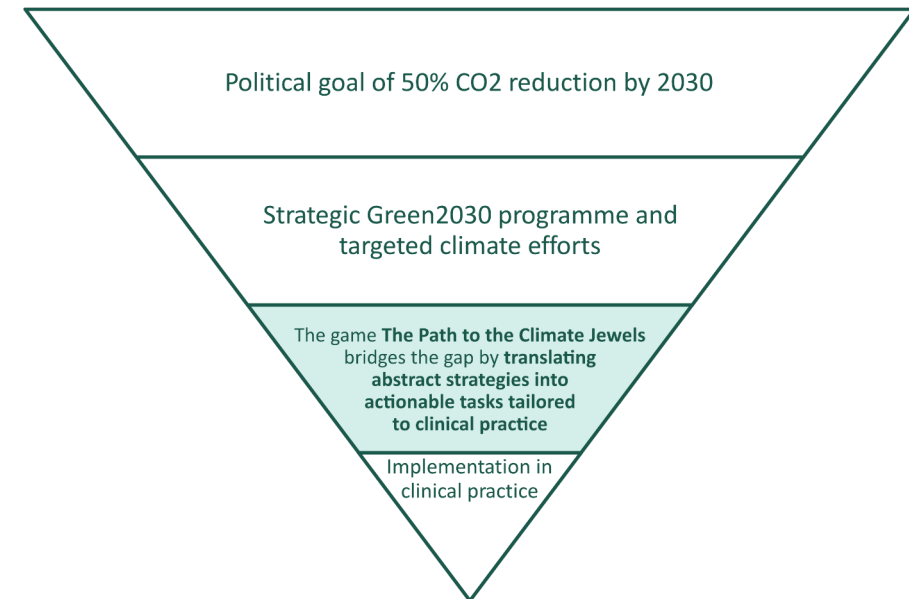 Political goal of 50% CO2 reduction by 2030
Strategic Green2030 programme and
targeted climate efforts
The game The Path to the Climate Jewels
bridges the gap by translating
abstract strategies into
actionable tasks tailored
to clinical practice
Implementation in
clinical practice